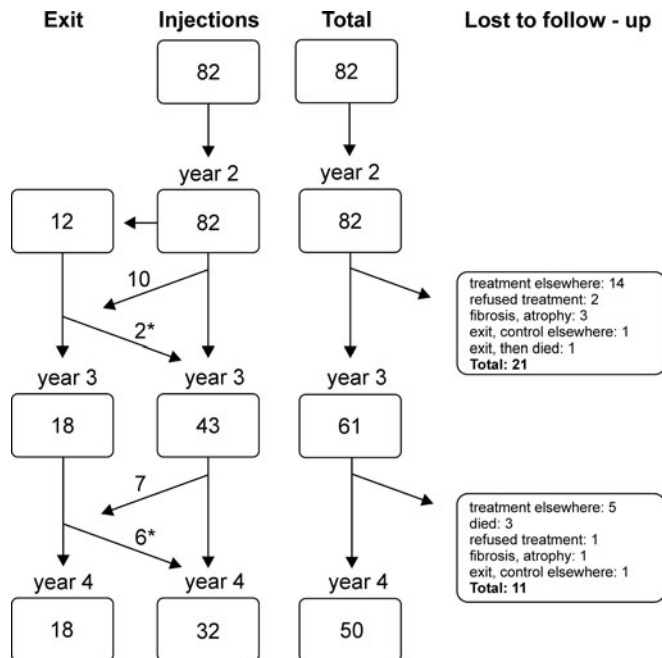 Exit Injections Total Lost to follow - up
82 82
year 2 year 2
12 82 82
10
2*
treatment elsewhere: 14
refused treatment: 2
fibrosis, atrophy: 3
exit, control elsewhere: 1
exit, then died: 1
Total: 21
year 3 year 3 year 3
18 43 61
7
6*
treatment elsewhere: 5
died: 3
refused treatment: 1
fibrosis, atrophy: 1
exit, control elsewhere: 1
Total: 11
year 4 year 4 year 4
18 32 50